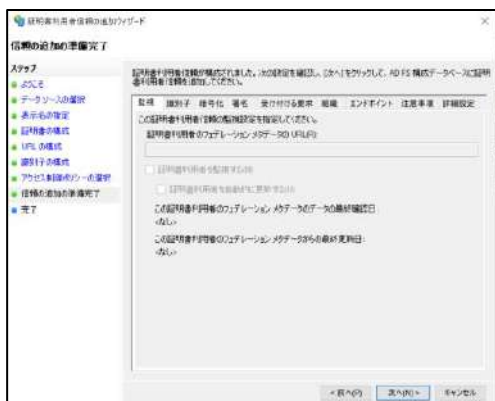 証明書利用者信頼の追加ウィザード
信頼の追加の準備完了
ステップ
ようこそ
データ ソースの選択
表示名の指定
証明書の構成
URL の構成
識別子の構成
アクセス制御ポリシーの選択
信頼の追加の準備完了
完了
証明書利用者信頼が構成されました。次の設定を確認し、[次へ] をクリックして、AD FS 構成データベースに証明
書利用者信頼を追加してください。
監視 識別子 暗号化 署名 受け付ける要求 組織 エンドポイント 注意事項 詳細設定
この証明書利用者信頼の監視設定を指定してください。
証明書利用者のフェデレーション メタデータの URL(F):
証明書利用者を監視する(M)
証明書利用者を自動的に更新する(U)
この証明書利用者のフェデレーション メタデータのデータの最終確認日:
<なし>
この証明書利用者のフェデレーション メタデータからの最終更新日:
<なし>
< 前へ(P) 次へ(N) > キャンセル